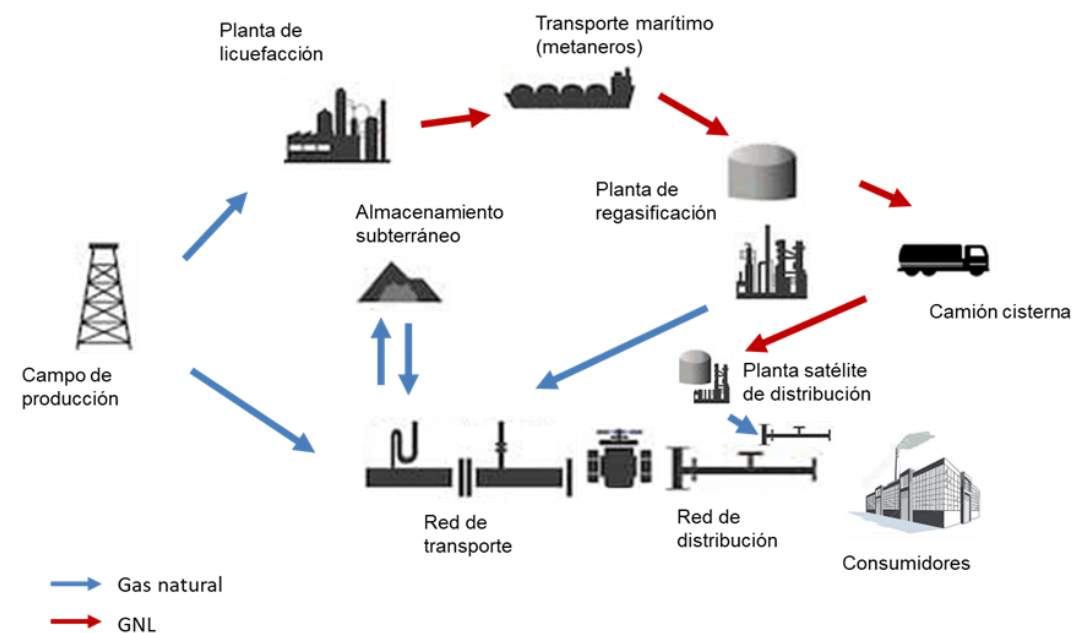 Planta de
licuefacción
Transporte marítimo
(metaneros)
Planta de
regasificación
Almacenamiento
subterráneo
Camión cisterna
Campo de
producción
Planta satélite
de distribución
Red de
transporte
Red de
distribución
Consumidores
Gas natural
GNL